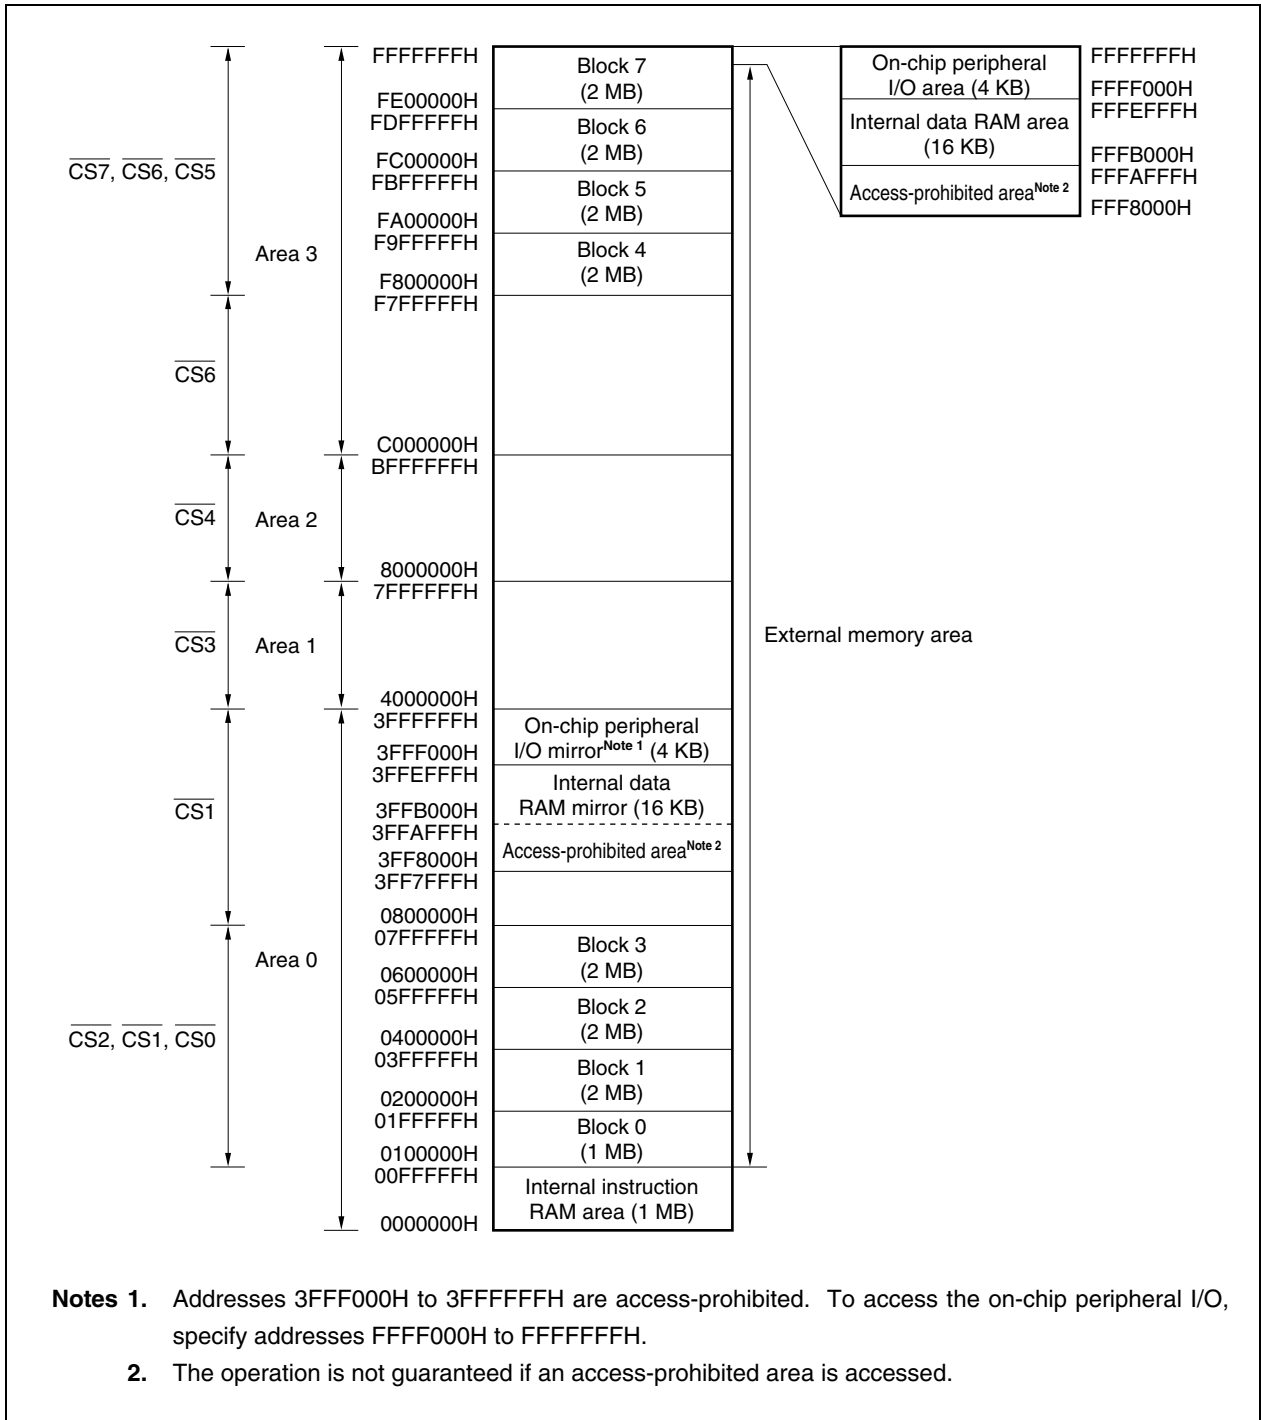 FFFFFFFH
Block 7
(2 MB)
FE00000H
FDFFFFFH
Block 6
(2 MB)
FC00000H
FBFFFFFH
Block 5
(2 MB)
FA00000H
F9FFFFFH
Block 4
(2 MB)
F800000H
F7FFFFFH
CS7, CS6, CS5
Area 3
CS6
C000000H
BFFFFFFH
CS4
Area 2
8000000H
7FFFFFFH
CS3
Area 1
4000000H
3FFFFFFH
On-chip peripheral
I/O mirrorNote 1 (4 KB)
3FFF000H
3FFEFFFH
Internal data
RAM mirror (16 KB)
3FFB000H
3FFAFFFH
Access-prohibited areaNote 2
3FF8000H
3FF7FFFH
CS1
0800000H
07FFFFFH
Area 0
Block 3
(2 MB)
0600000H
05FFFFFH
Block 2
(2 MB)
CS2, CS1, CS0
0400000H
03FFFFFH
Block 1
(2 MB)
0200000H
01FFFFFH
Block 0
(1 MB)
0100000H
00FFFFFH
Internal instruction
RAM area (1 MB)
0000000H
External memory area
On-chip peripheral
I/O area (4 KB)
FFFFFFFH
FFFF000H
FFFEFFFH
Internal data RAM area
(16 KB)
FFFB000H
FFFAFFFH
Access-prohibited areaNote 2
FFF8000H
Notes 1. Addresses 3FFF000H to 3FFFFFFH are access-prohibited. To access the on-chip peripheral I/O,
specify addresses FFFF000H to FFFFFFFH.
2. The operation is not guaranteed if an access-prohibited area is accessed.